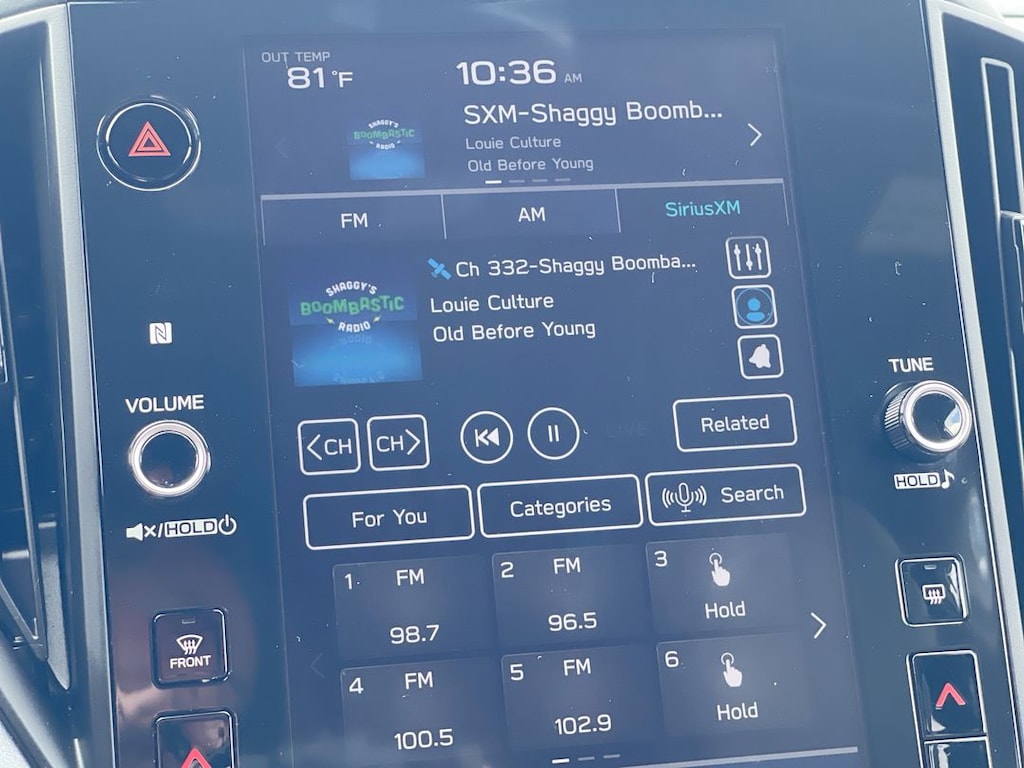 OUT TEMP
81°F
10:36 AM
SXM-Shaggy Boomb...
Louie Culture
Old Before Young
SHAGGY'S
BOOMBASTIC
RADIO
FM
AM
SiriusXM
Ch 332-Shaggy Boomba...
Louie Culture
Old Before Young
SHAGGY'S
BOOMBASTIC
RADIO
VOLUME
TUNE
<CH
CH>
LIVE
Related
For You
Categories
Search
HOLD
/HOLD
FRONT
1 FM
98.7
2 FM
96.5
3
Hold
4 FM
100.5
5 FM
102.9
6
Hold